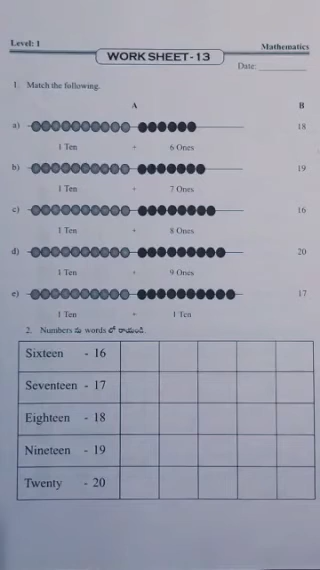 Level: 1
Mathematics
WORK SHEET - 13
Date: ____________
1. Match the following.
A B
a) 18
1 Ten + 6 Ones
b) 19
1 Ten + 7 Ones
c) 16
1 Ten + 8 Ones
d) 20
1 Ten + 9 Ones
e) 17
1 Ten + 1 Ten
2. Numbers ను words లో రాయండి.
Sixteen - 16
Seventeen - 17
Eighteen - 18
Nineteen - 19
Twenty - 20